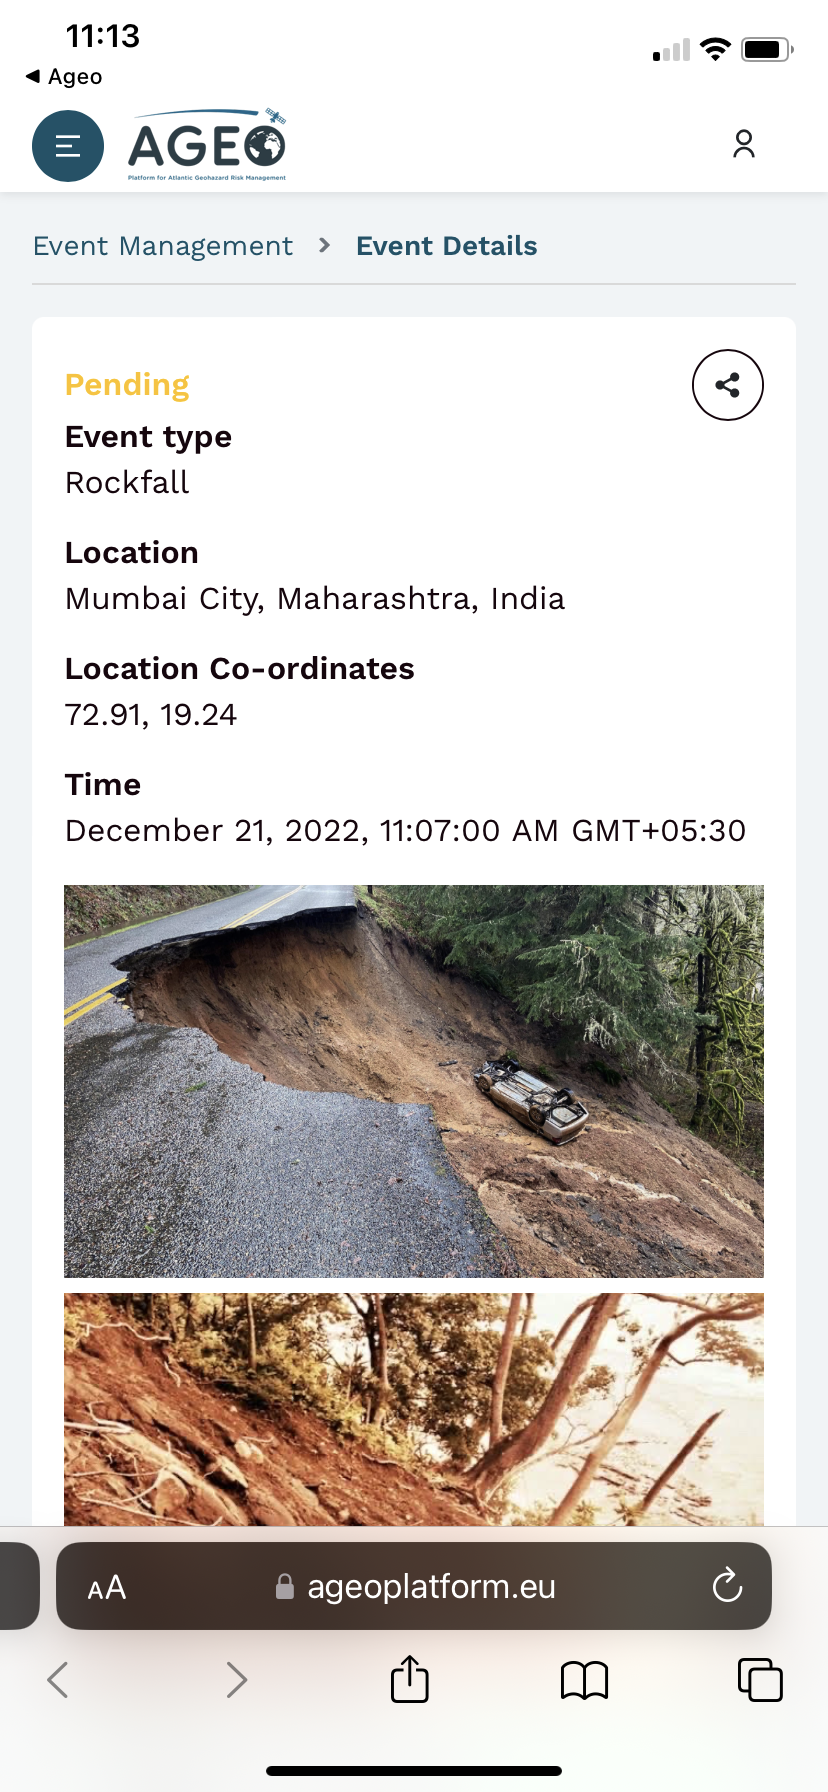 11:13
◀ Ageo
AGEO
Platform for Atlantic Geohazard Risk Management
Event Management > Event Details
Pending
Event type
Rockfall
Location
Mumbai City, Maharashtra, India
Location Co-ordinates
72.91, 19.24
Time
December 21, 2022, 11:07:00 AM GMT+05:30
AA ageoplatform.eu